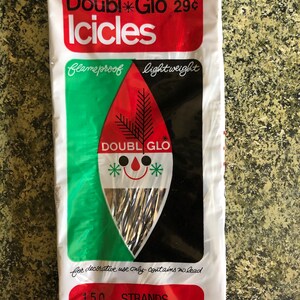 Doubl*Glo 29¢
Icicles
flameproof lightweight
DOUBL GLO
for decorative use only - contains no lead
150 STRANDS